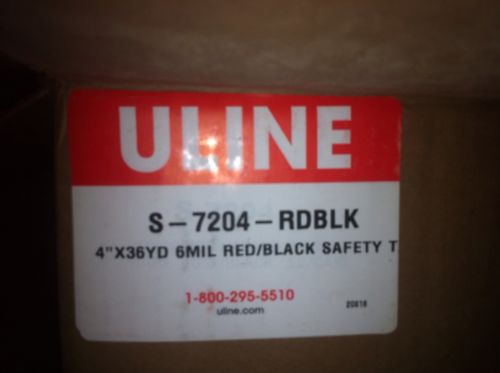 ULINE
S-7204-RDBLK
4"X36YD 6MIL RED/BLACK SAFETY T
1-800-295-5510
uline.com
20818